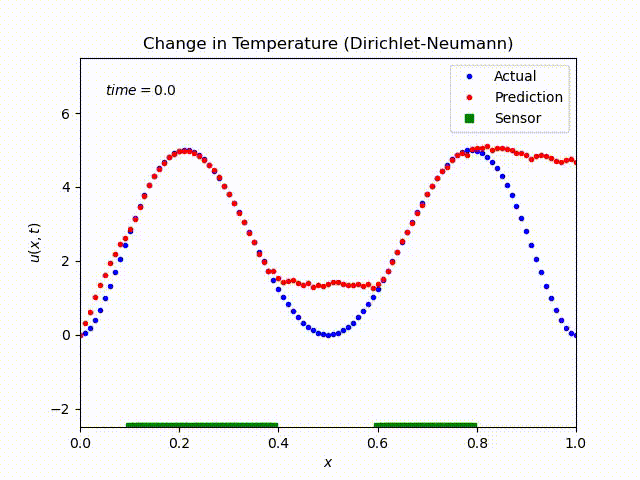 Change in Temperature (Dirichlet-Neumann)
time = 0.0
Actual
Prediction
Sensor
6
4
2
0
−2
u(x, t)
0.0 0.2 0.4 0.6 0.8 1.0
x